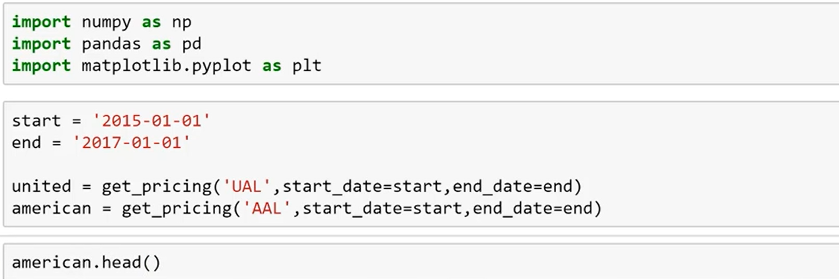 import numpy as np
import pandas as pd
import matplotlib.pyplot as plt
start = '2015-01-01'
end = '2017-01-01'
united = get_pricing('UAL',start_date=start,end_date=end)
american = get_pricing('AAL',start_date=start,end_date=end)
american.head()